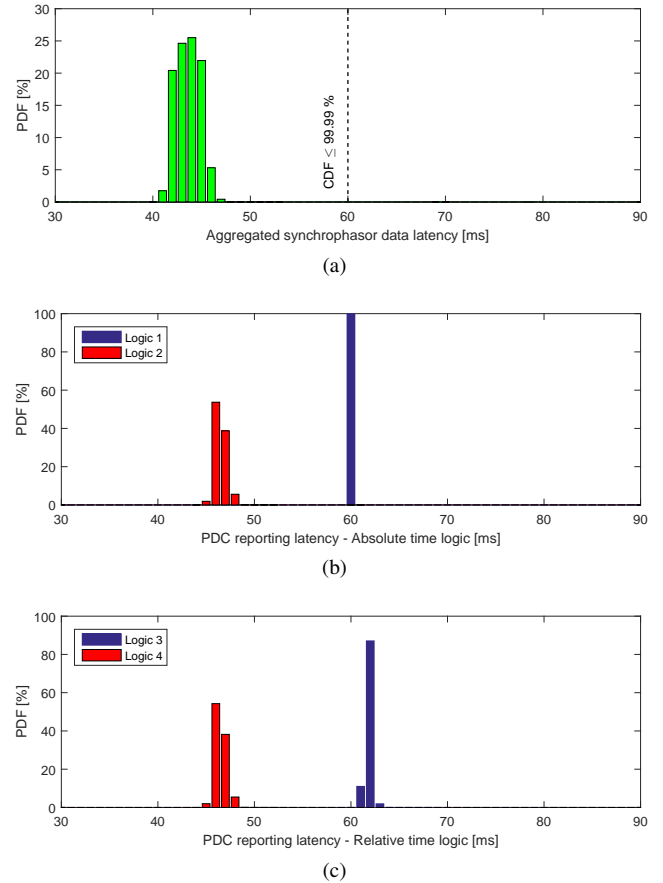 30
25
20
15
10
5
0
PDF [%]
CDF ≤ 99.99 %
30 40 50 60 70 80 90
Aggregated synchrophasor data latency [ms]
(a)
100
80
60
40
20
0
PDF [%]
Logic 1
Logic 2
30 40 50 60 70 80 90
PDC reporting latency - Absolute time logic [ms]
(b)
100
80
60
40
20
0
PDF [%]
Logic 3
Logic 4
30 40 50 60 70 80 90
PDC reporting latency - Relative time logic [ms]
(c)